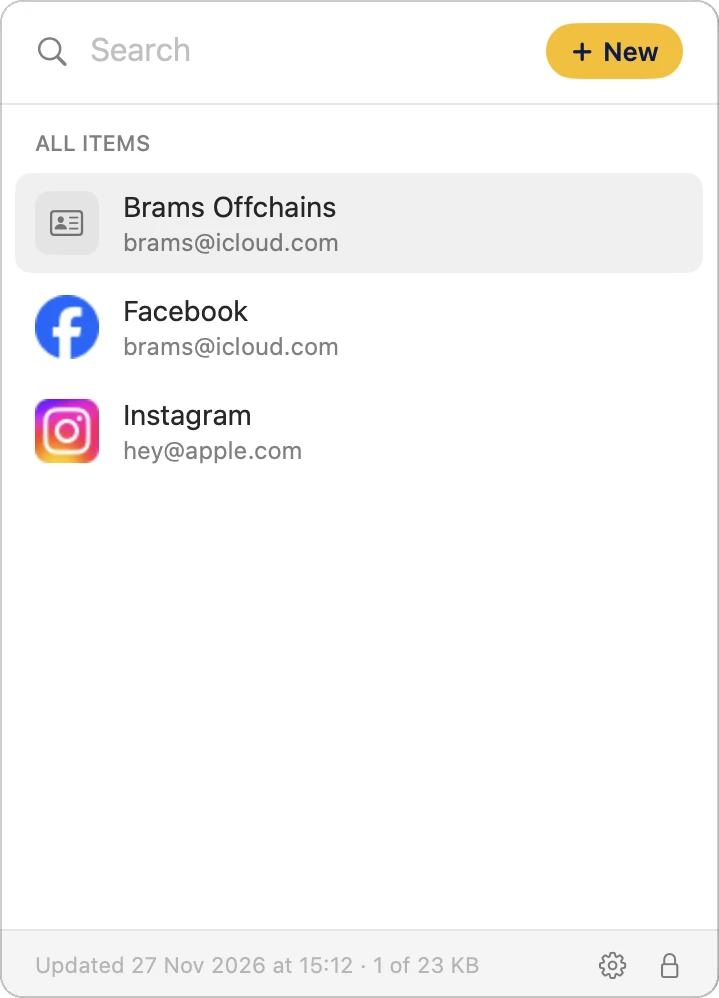 Search
+ New
ALL ITEMS
Brams Offchains
brams@icloud.com
Facebook
brams@icloud.com
Instagram
hey@apple.com
Updated 27 Nov 2026 at 15:12 · 1 of 23 KB